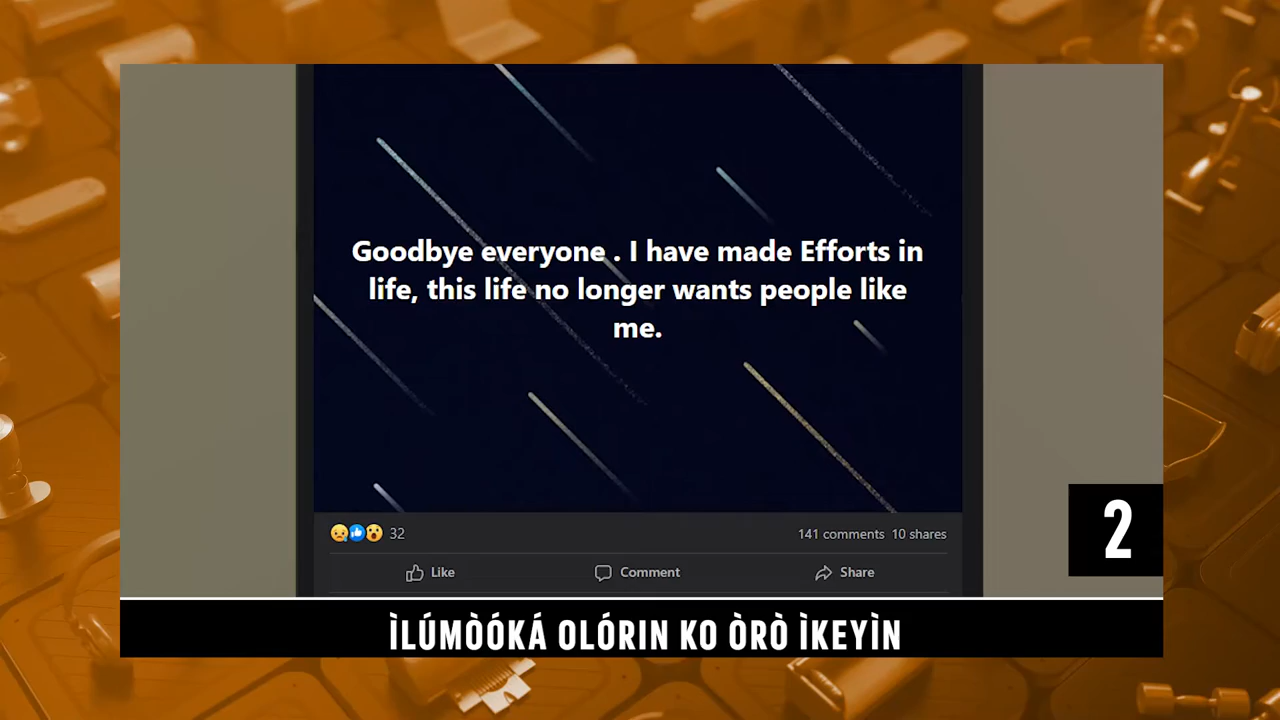 Goodbye everyone . I have made Efforts in
life, this life no longer wants people like
me.
32
141 comments 10 shares
Like Comment Share
2
ÌLÚMÒÓKÁ OLÓRIN KO ÒRÒ ÌKEYÌN